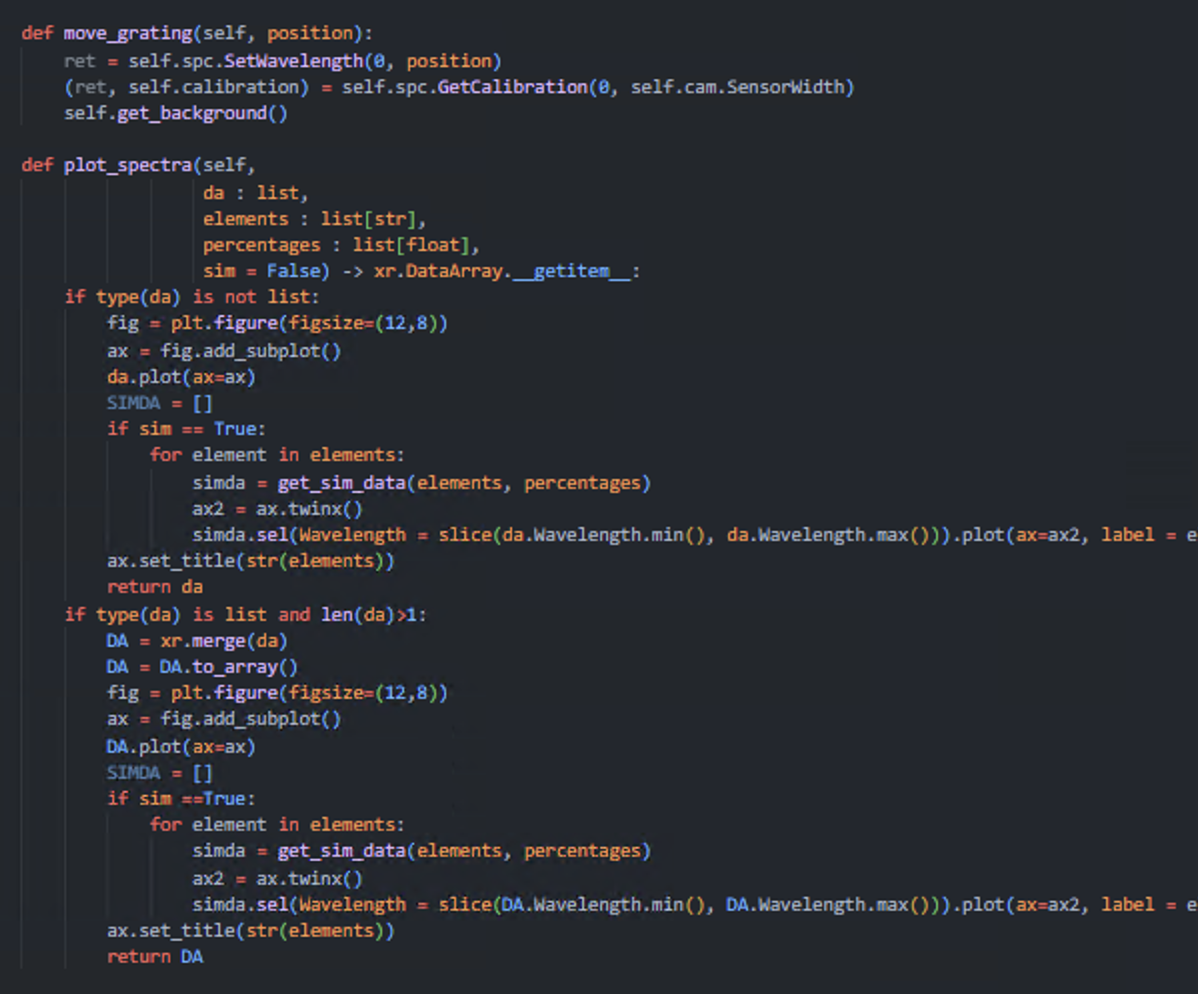 def move_grating(self, position):
    ret = self.spc.SetWavelength(0, position)
    (ret, self.calibration) = self.spc.GetCalibration(0, self.cam.SensorWidth)
    self.get_background()

def plot_spectra(self,
                 da : list,
                 elements : list[str],
                 percentages : list[float],
                 sim = False) -> xr.DataArray.__getitem__:
    if type(da) is not list:
        fig = plt.figure(figsize=(12,8))
        ax = fig.add_subplot()
        da.plot(ax=ax)
        SIMDA = []
        if sim == True:
            for element in elements:
                simda = get_sim_data(elements, percentages)
                ax2 = ax.twinx()
                simda.sel(Wavelength = slice(da.Wavelength.min(), da.Wavelength.max())).plot(ax=ax2, label = e
        ax.set_title(str(elements))
        return da
    if type(da) is list and len(da)>1:
        DA = xr.merge(da)
        DA = DA.to_array()
        fig = plt.figure(figsize=(12,8))
        ax = fig.add_subplot()
        DA.plot(ax=ax)
        SIMDA = []
        if sim ==True:
            for element in elements:
                simda = get_sim_data(elements, percentages)
                ax2 = ax.twinx()
                simda.sel(Wavelength = slice(DA.Wavelength.min(), DA.Wavelength.max())).plot(ax=ax2, label = e
        ax.set_title(str(elements))
        return DA